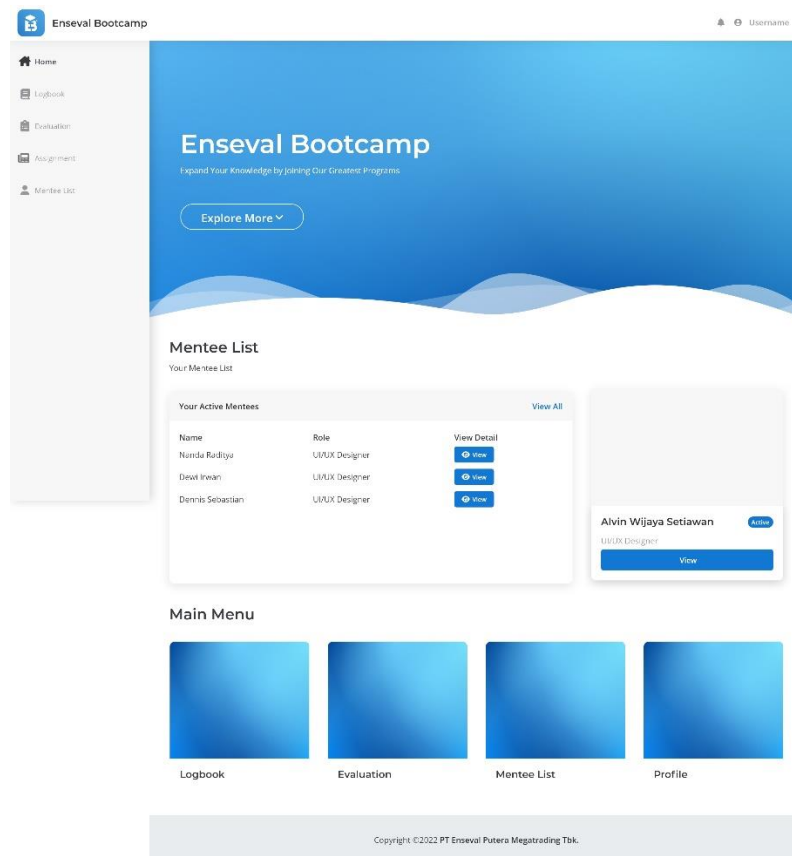 Enseval Bootcamp
Username
Home
Logbook
Evaluation
Assignment
Mentee List
Enseval Bootcamp
Expand Your Knowledge by Joining Our Greatest Programs
Explore More
Mentee List
Your Mentee List
Your Active Mentees View All
Name Role View Detail
Nanda Raditya UI/UX Designer View
Dewi Irwan UI/UX Designer View
Dennis Sebastian UI/UX Designer View
Alvin Wijaya Setiawan Active
UI/UX Designer
View
Main Menu
Logbook Evaluation Mentee List Profile
Copyright ©2022 PT Enseval Putera Megatrading Tbk.